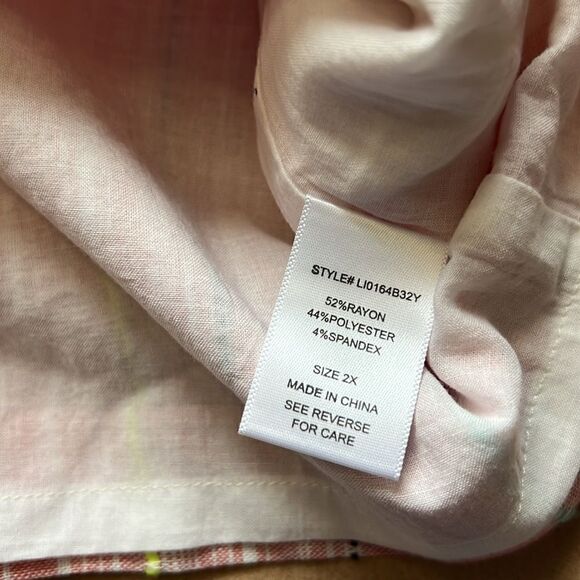 STYLE# LI0164B32Y
52%RAYON
44%POLYESTER
4%SPANDEX
SIZE 2X
MADE IN CHINA
SEE REVERSE
FOR CARE